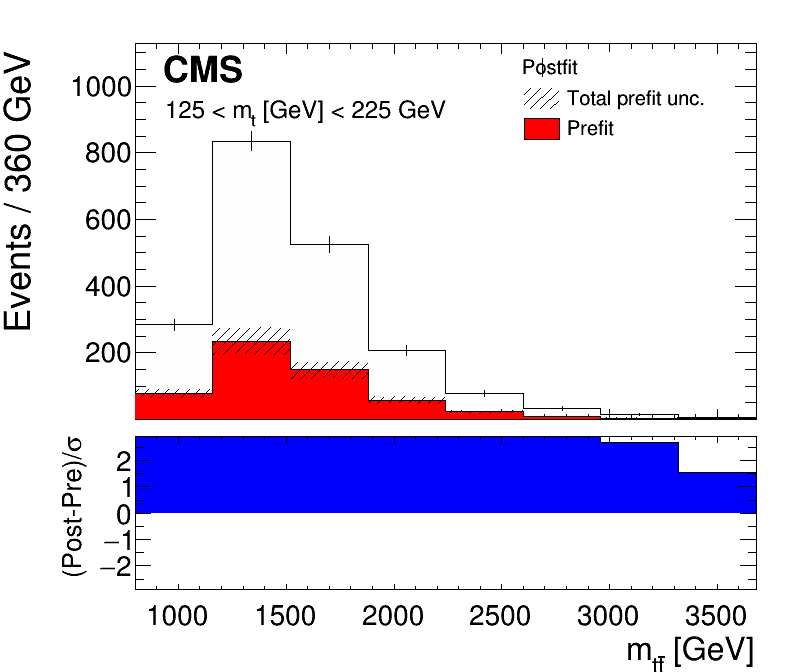 CMS
125 < m_t [GeV] < 225 GeV
Postfit
Total prefit unc.
Prefit
Events / 360 GeV
1000
800
600
400
200
(Post-Pre)/σ
2
1
0
−1
−2
1000 1500 2000 2500 3000 3500
m_tt̄ [GeV]